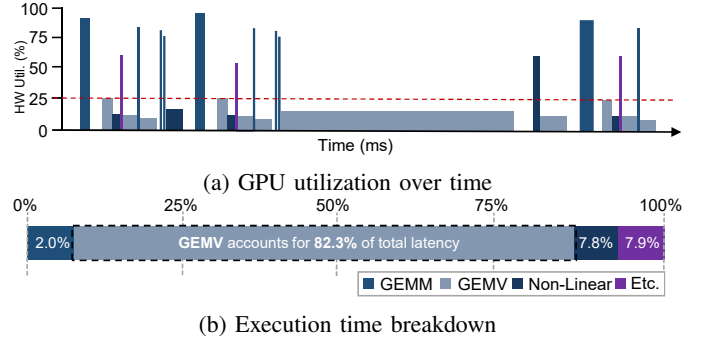 100
75
50
25
0
HW Util. (%)
Time (ms)
(a) GPU utilization over time
0% 25% 50% 75% 100%
2.0% GEMV accounts for 82.3% of total latency 7.8% 7.9%
GEMM GEMV Non-Linear Etc.
(b) Execution time breakdown